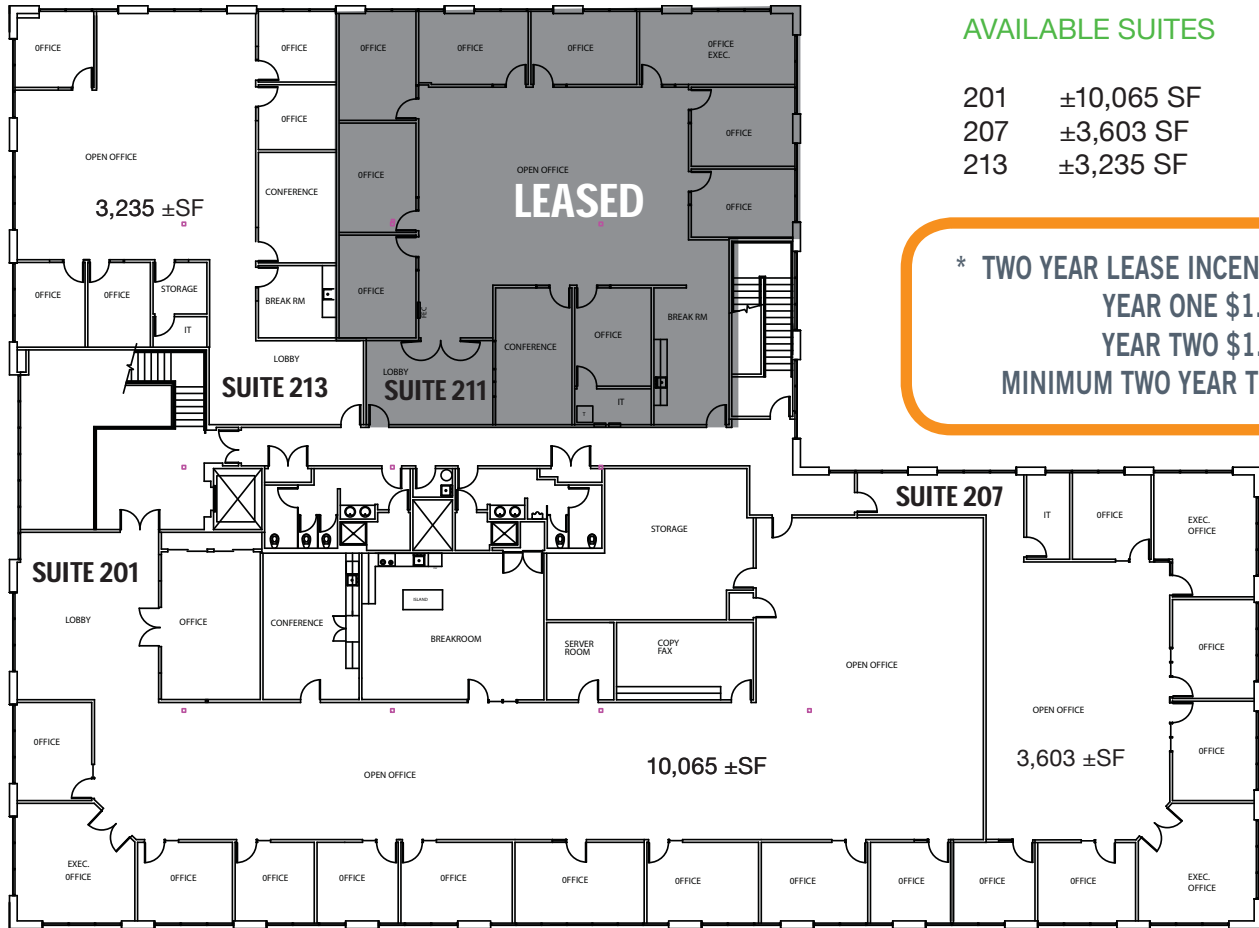 AVAILABLE SUITES
201 ±10,065 SF
207 ±3,603 SF
213 ±3,235 SF
* TWO YEAR LEASE INCEN
YEAR ONE $1.
YEAR TWO $1.
MINIMUM TWO YEAR T
OFFICE
OFFICE
OFFICE
CONFERENCE
OPEN OFFICE
3,235 ±SF
OFFICE
OFFICE
STORAGE
IT
BREAK RM
LOBBY
SUITE 213
OFFICE
OFFICE
OFFICE
OFFICE
EXEC.
OFFICE
OFFICE
OFFICE
OFFICE
OPEN OFFICE
LEASED
FEC
LOBBY
SUITE 211
CONFERENCE
OFFICE
IT
T
BREAK RM
SUITE 201
LOBBY
OFFICE
CONFERENCE
ISLAND
BREAKROOM
STORAGE
SERVER
ROOM
COPY
FAX
OPEN OFFICE
OPEN OFFICE
10,065 ±SF
OFFICE
EXEC.
OFFICE
OFFICE
OFFICE
OFFICE
OFFICE
OFFICE
OFFICE
OFFICE
OFFICE
SUITE 207
IT
OFFICE
EXEC.
OFFICE
OFFICE
OFFICE
OPEN OFFICE
3,603 ±SF
OFFICE
OFFICE
EXEC.
OFFICE